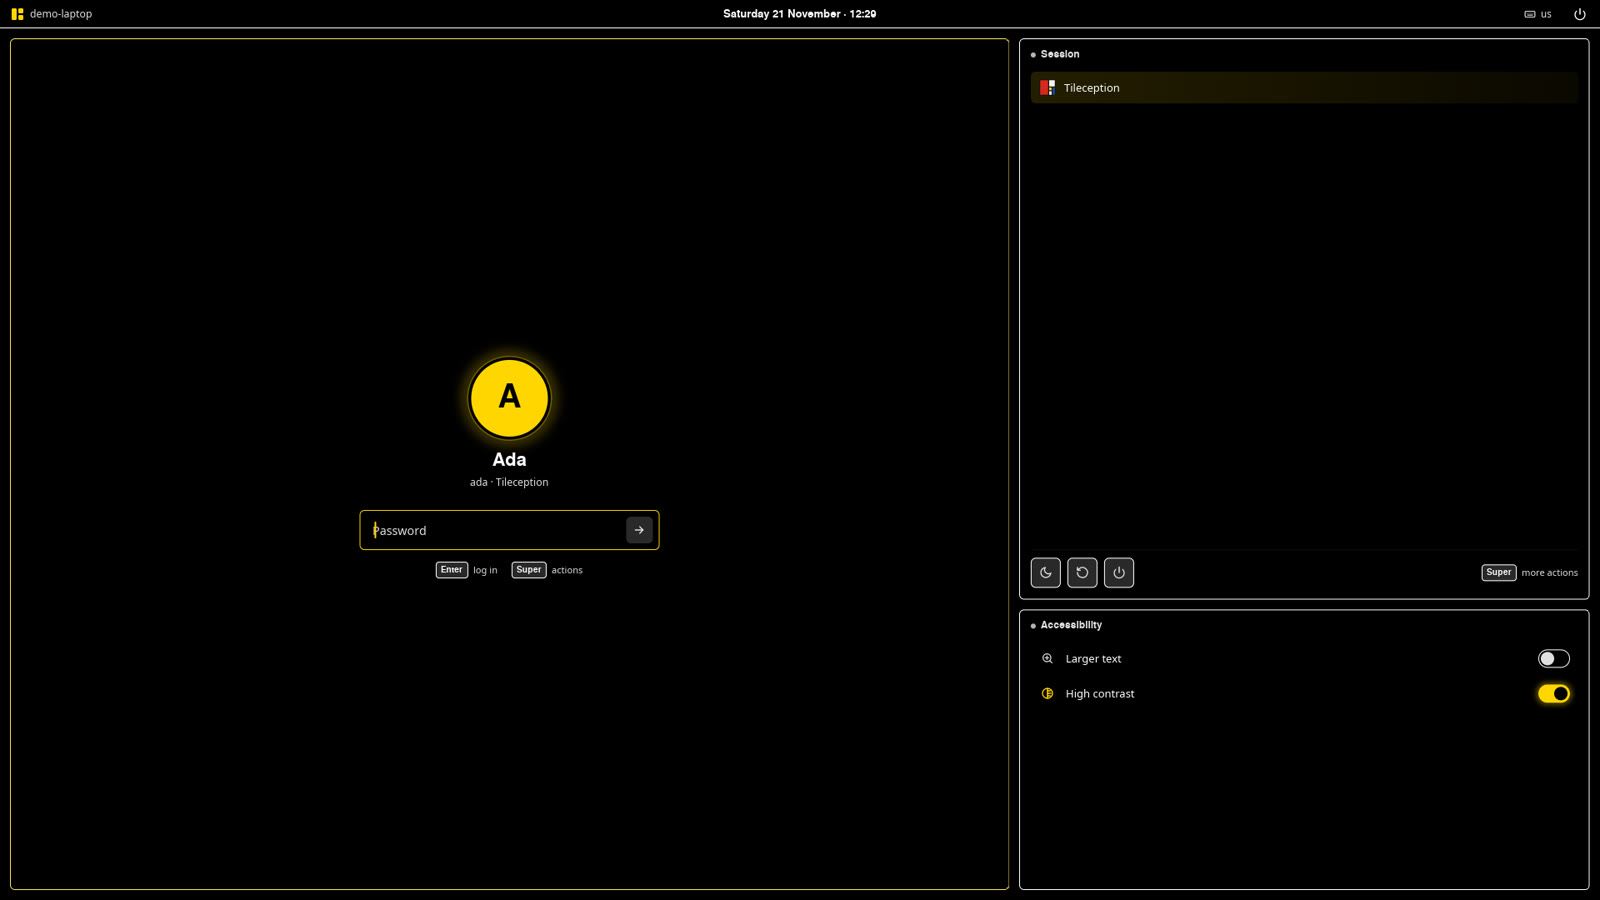 demo-laptop
Saturday 21 November · 12:29
us
A
Ada
ada · Tileception
Password
Enter log in Super actions
Session
Tileception
Super more actions
Accessibility
Larger text
High contrast